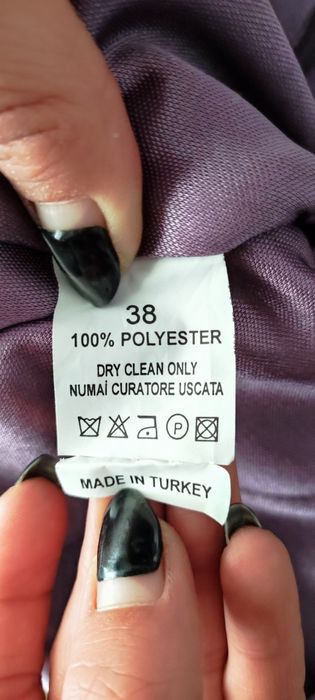 38
100% POLYESTER
DRY CLEAN ONLY
NUMAİ CURATORE USCATA
P
MADE IN TURKEY